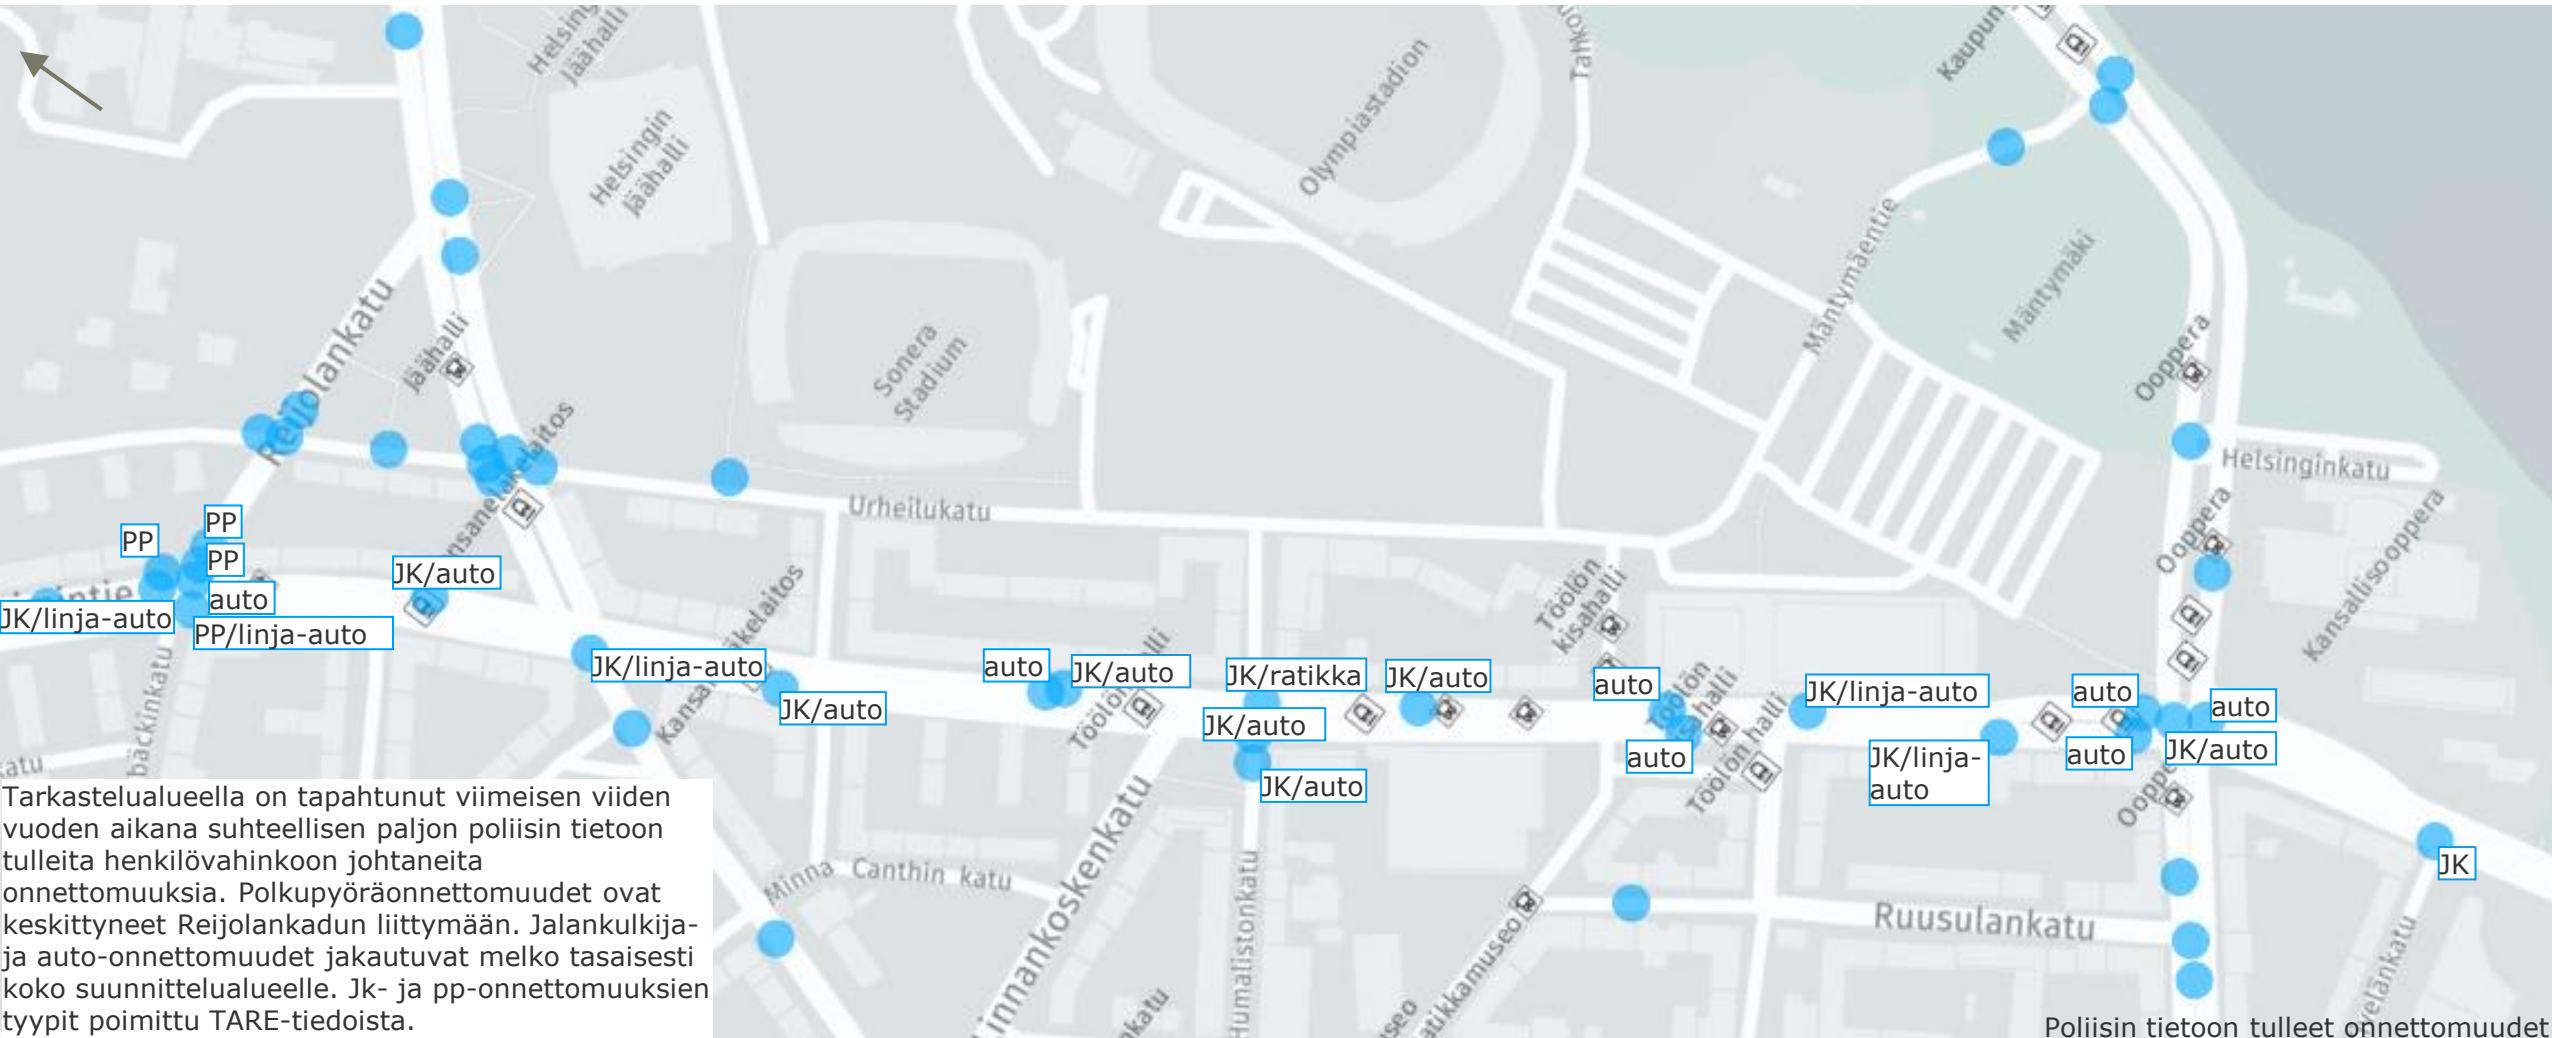 Helsingin
Jäähalli
Helsingin
Jäähalli
Olympiastadion
Reijolankatu
Jäähalli
Sonera
Stadium
Mäntymäentie
Mäntymäki
Ooppera
Helsinginkatu
Urheilukatu
Ooppera
Kansallisooppera
PP
PP
PP
JK/auto
auto
JK/linja-auto
PP/linja-auto
Töölön
kisahalli
JK/linja-auto
JK/auto
auto
JK/auto
JK/ratikka
JK/auto
JK/auto
JK/auto
auto
auto
Töölön halli
JK/linja-auto
JK/linja-
auto
auto
auto
auto
JK/auto
JK
Minna Canthin katu
Humalistonkatu
Ruusulankatu
Tarkastelualueella on tapahtunut viimeisen viiden
vuoden aikana suhteellisen paljon poliisin tietoon
tulleita henkilövahinkoon johtaneita
onnettomuuksia. Polkupyöräonnettomuudet ovat
keskittyneet Reijolankadun liittymään. Jalankulkija-
ja auto-onnettomuudet jakautuvat melko tasaisesti
koko suunnittelualueelle. Jk- ja pp-onnettomuuksien
tyypit poimittu TARE-tiedoista.
Poliisin tietoon tulleet onnettomuudet